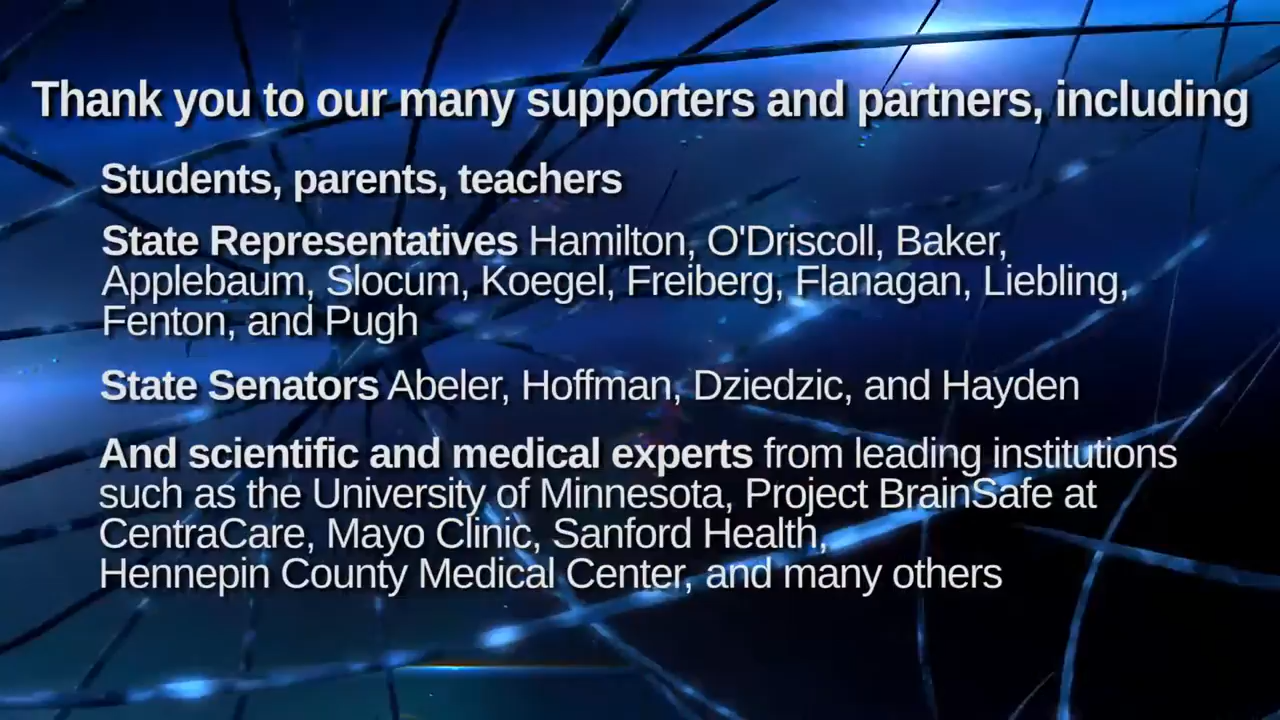 Thank you to our many supporters and partners, including
Students, parents, teachers
State Representatives Hamilton, O'Driscoll, Baker,
Applebaum, Slocum, Koegel, Freiberg, Flanagan, Liebling,
Fenton, and Pugh
State Senators Abeler, Hoffman, Dziedzic, and Hayden
And scientific and medical experts from leading institutions
such as the University of Minnesota, Project BrainSafe at
CentraCare, Mayo Clinic, Sanford Health,
Hennepin County Medical Center, and many others